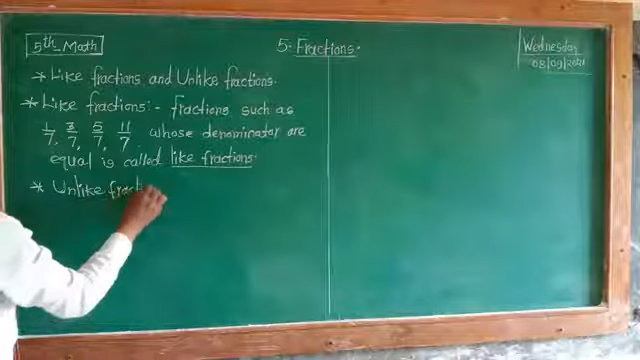 5th Math
5. Fractions.
Wednesday
08/09/2021
* Like fractions and Unlike fractions.
* Like fractions:- Fractions such as
1/7, 3/7, 5/7, 11/7, whose denominator are
equal is called like fractions.
* Unlike fracti